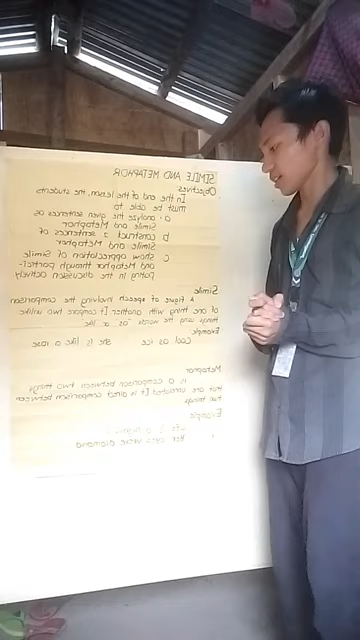 SIMILE AND METAPHOR
Objectives:
In the end of the lesson, the students
must be able to
a. analyze the given sentences as
Simile and Metaphor
b construct 2 sentences of
Simile and Metaphor
c show appreciation of Simile
and Metaphor through partici-
pating in the discussion actively
Simile
A figure of speech involving the comparison
of one thing with another It compare two unlike
things using the words "as" or like
Example
Cool as ice She is like a rose
Metaphor
is a comparison between two things
that are unrelated It is direct comparison between
two things
Example
Life is a
Her eyes were diamond